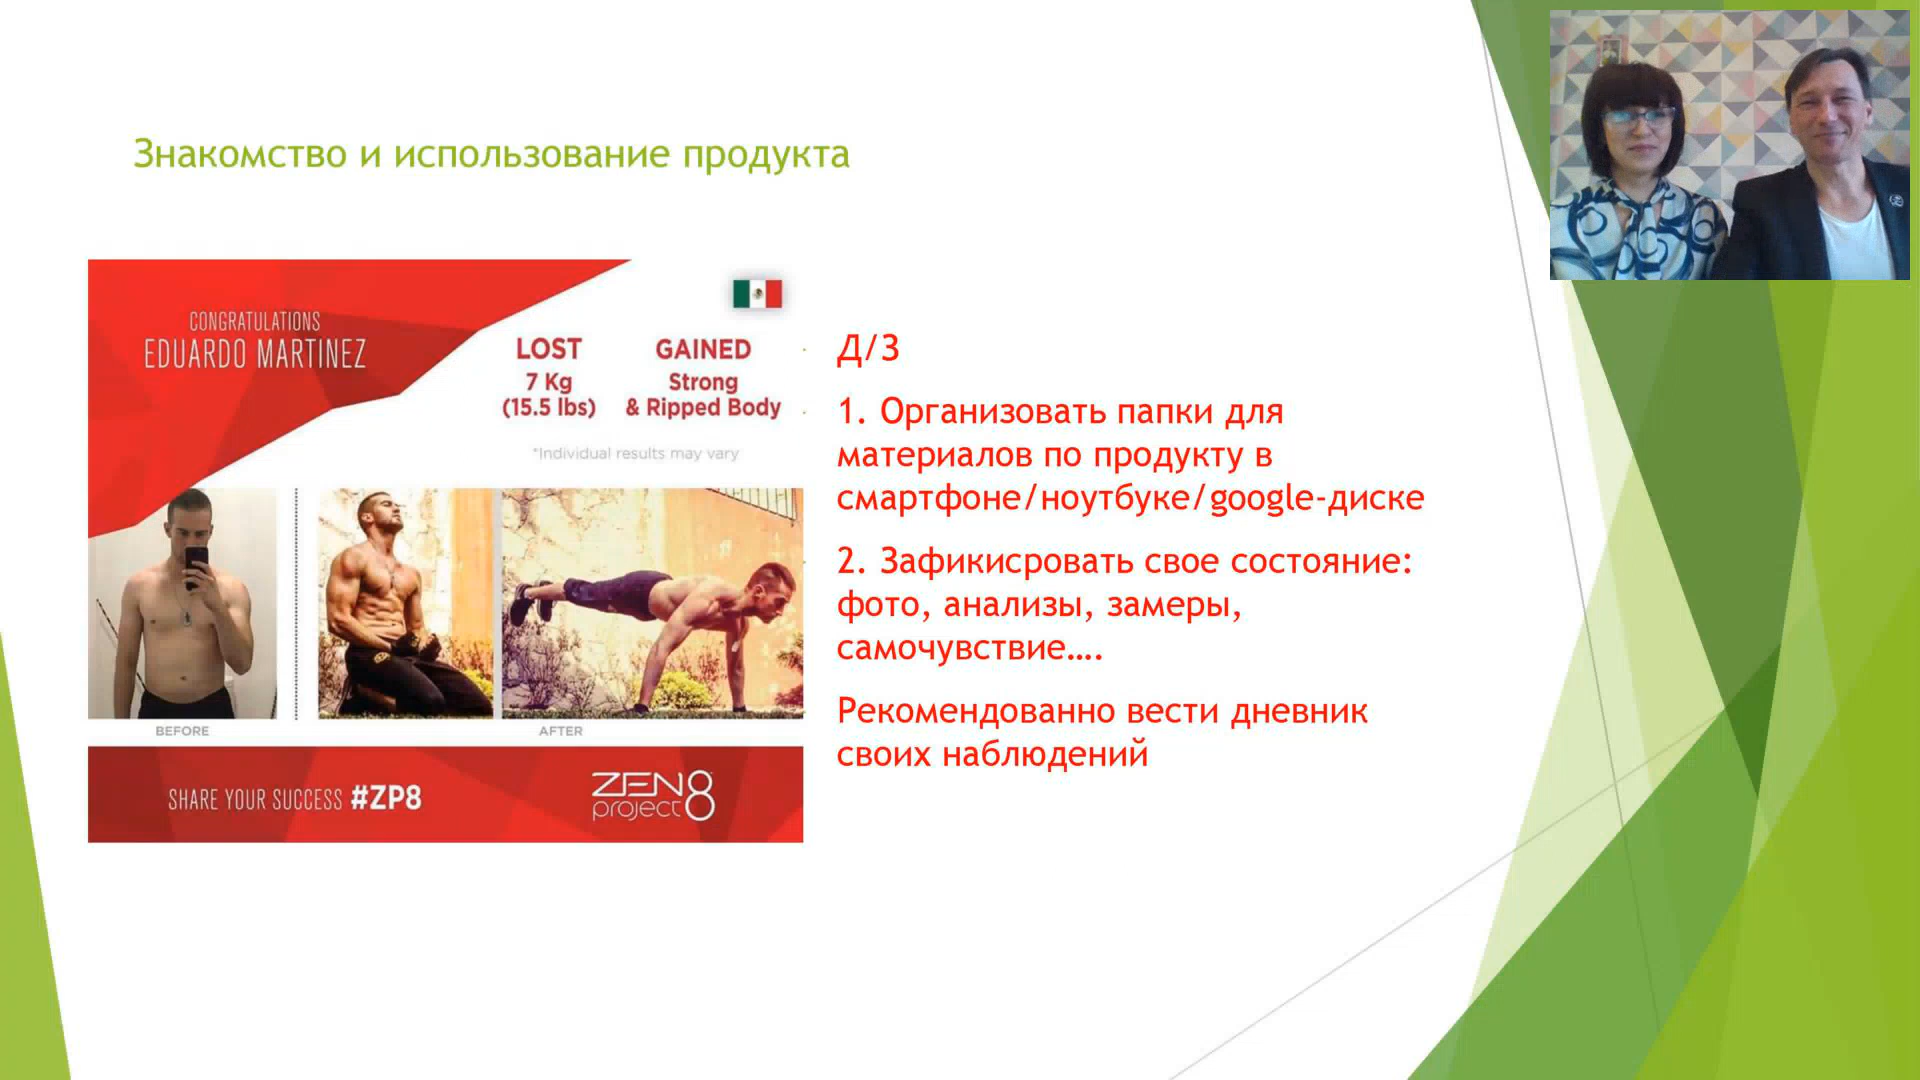 Знакомство и использование продукта
CONGRATULATIONS
EDUARDO MARTINEZ
LOST
7 Kg
(15.5 lbs)
GAINED
Strong
& Ripped Body
*Individual results may vary
BEFORE
AFTER
SHARE YOUR SUCCESS #ZP8
ZEN
project 8
Д/З
1. Организовать папки для
материалов по продукту в
смартфоне/ноутбуке/google-диске
2. Зафикисровать свое состояние:
фото, анализы, замеры,
самочувствие….
Рекомендованно вести дневник
своих наблюдений